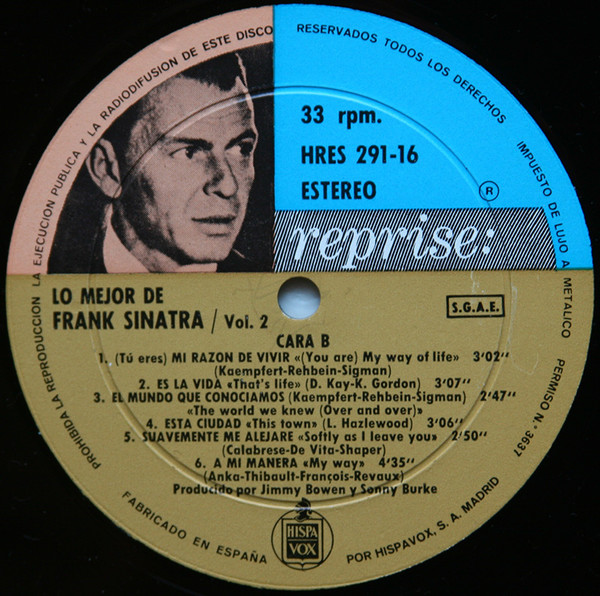 PROHIBIDA LA REPRODUCCION LA EJECUCION PUBLICA Y LA RADIODIFUSION DE ESTE DISCO
RESERVADOS TODOS LOS DERECHOS
IMPUESTO DE LUJO A METALICO PERMISO N.º 3637
33 rpm.
HRES 291-16
ESTEREO
R
reprise:
LO MEJOR DE
FRANK SINATRA / Vol. 2
S.G.A.E.
CARA B
1. (Tú eres) MI RAZON DE VIVIR «(You are) My way of life» 3'02''
(Kaempfert-Rehbein-Sigman)
2. ES LA VIDA «That's life» (D. Kay-K. Gordon) 3'07''
3. EL MUNDO QUE CONOCIAMOS (Kaempfert-Rehbein-Sigman) 2'47''
«The world we knew (Over and over)»
4. ESTA CIUDAD «This town» (L. Hazlewood) 3'06''
5. SUAVEMENTE ME ALEJARE «Softly as I leave you» 2'50''
(Calabrese-De Vita-Shaper)
6. A MI MANERA «My way» 4'35''
(Anka-Thibault-François-Revaux)
Producido por Jimmy Bowen y Sonny Burke
HISPA
VOX
FABRICADO EN ESPAÑA
POR HISPAVOX, S. A. MADRID